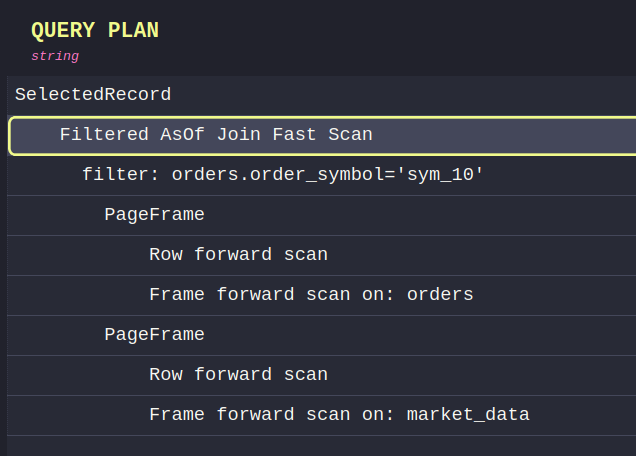 QUERY PLAN
string
SelectedRecord
Filtered AsOf Join Fast Scan
filter: orders.order_symbol='sym_10'
PageFrame
Row forward scan
Frame forward scan on: orders
PageFrame
Row forward scan
Frame forward scan on: market_data